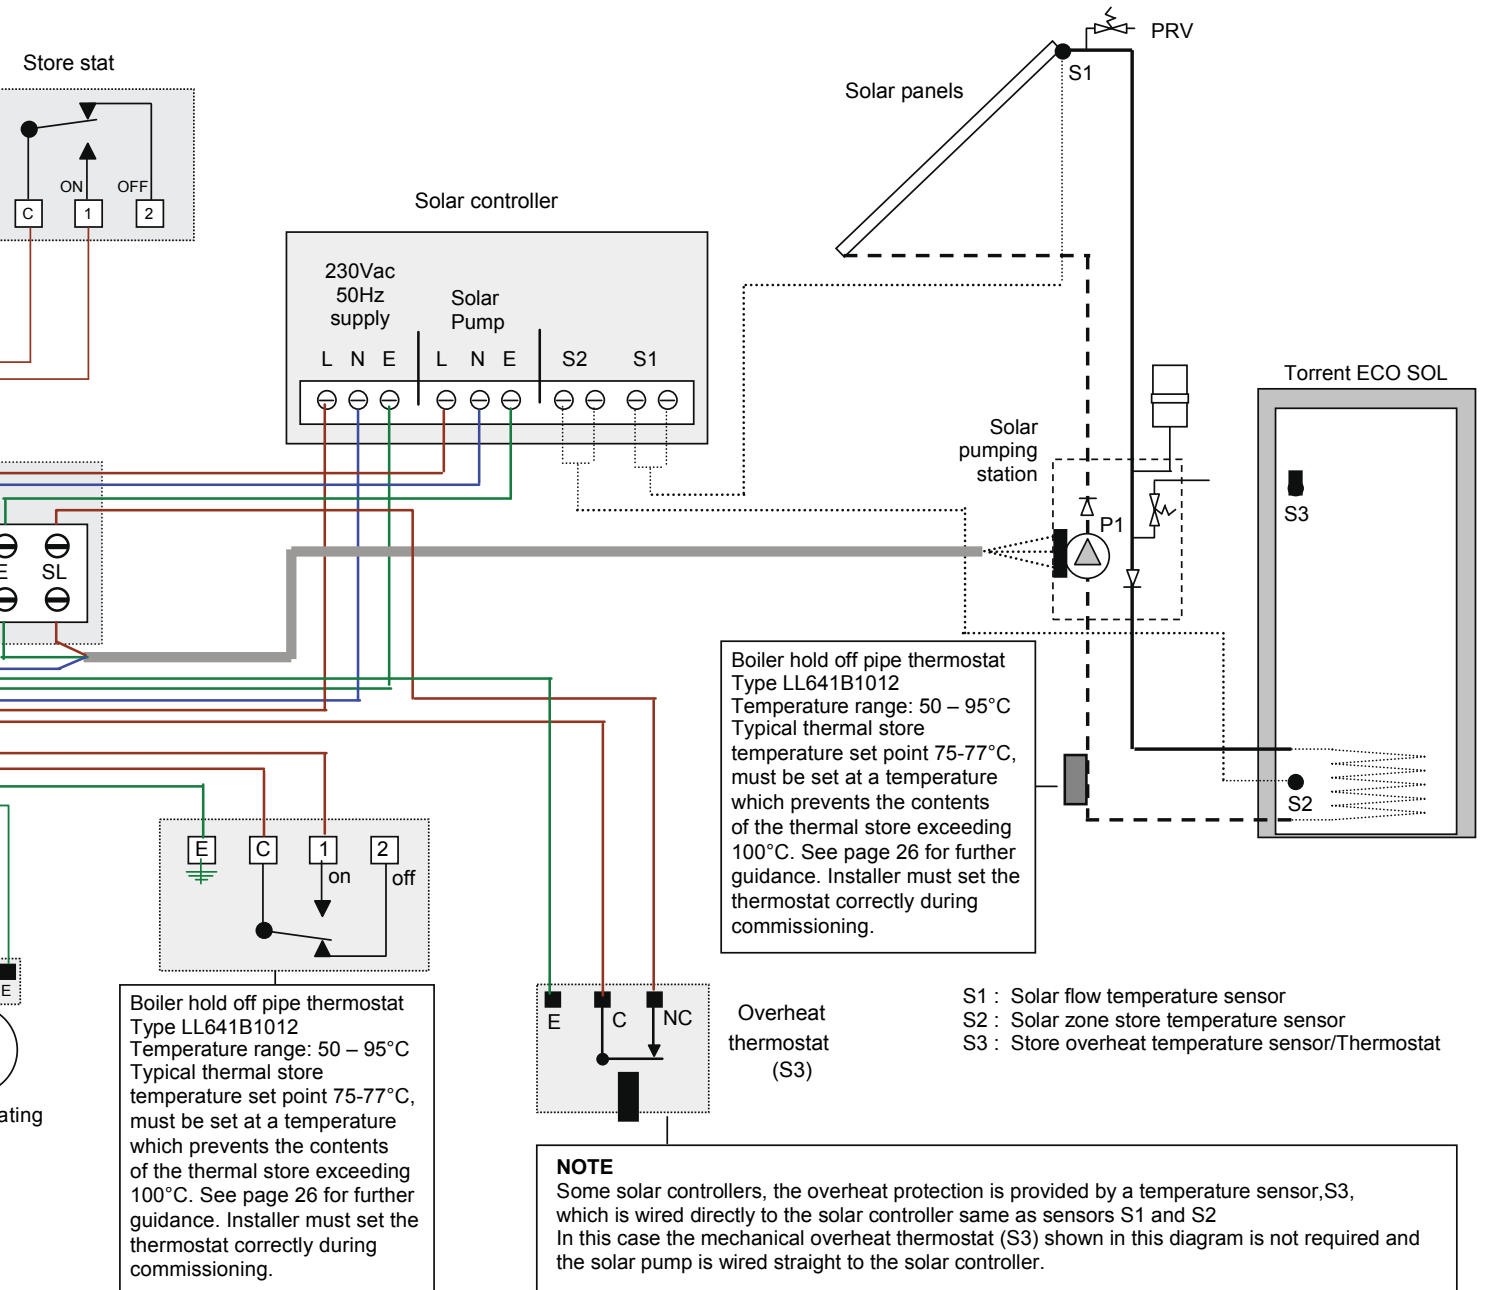 PRV
Store stat
S1
Solar panels
ON
OFF
C
1
2
Solar controller
230Vac
50Hz
supply
Solar
Pump
L N E L N E S2 S1
Torrent ECO SOL
Solar
pumping
station
S3
P1
E
SL
Boiler hold off pipe thermostat
Type LL641B1012
Temperature range: 50 – 95°C
Typical thermal store
temperature set point 75-77°C,
must be set at a temperature
which prevents the contents
of the thermal store exceeding
100°C. See page 26 for further
guidance. Installer must set the
thermostat correctly during
commissioning.
S2
E
C
1
2
on
off
E
Boiler hold off pipe thermostat
Type LL641B1012
Temperature range: 50 – 95°C
Typical thermal store
temperature set point 75-77°C,
must be set at a temperature
which prevents the contents
of the thermal store exceeding
100°C. See page 26 for further
guidance. Installer must set the
thermostat correctly during
commissioning.
ating
E
C
NC
Overheat
thermostat
(S3)
S1 : Solar flow temperature sensor
S2 : Solar zone store temperature sensor
S3 : Store overheat temperature sensor/Thermostat
NOTE
Some solar controllers, the overheat protection is provided by a temperature sensor,S3,
which is wired directly to the solar controller same as sensors S1 and S2
In this case the mechanical overheat thermostat (S3) shown in this diagram is not required and
the solar pump is wired straight to the solar controller.